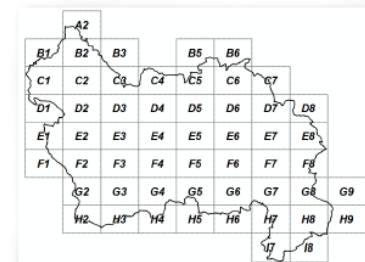 A2
B1 B2 B3 B5 B6
C1 C2 C3 C4 C5 C6 C7
D1 D2 D3 D4 D5 D6 D7 D8
E1 E2 E3 E4 E5 E6 E7 E8
F1 F2 F3 F4 F5 F6 F7 F8
G2 G3 G4 G5 G6 G7 G8 G9
H2 H3 H4 H5 H6 H7 H8 H9
I7 I8